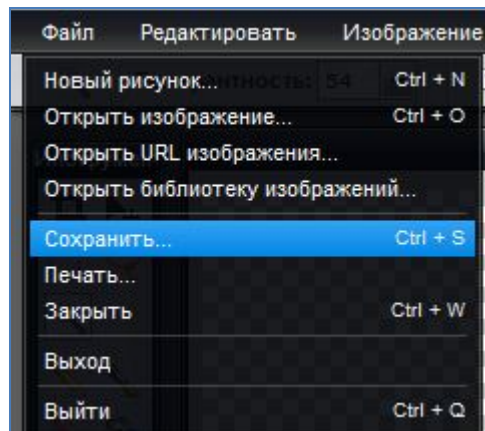 Файл Редактировать Изображение
Новый рисунок... Ctrl + N
Открыть изображение... Ctrl + O
Открыть URL изображения...
Открыть библиотеку изображений...
Сохранить... Ctrl + S
Печать...
Закрыть Ctrl + W
Выход
Выйти Ctrl + Q